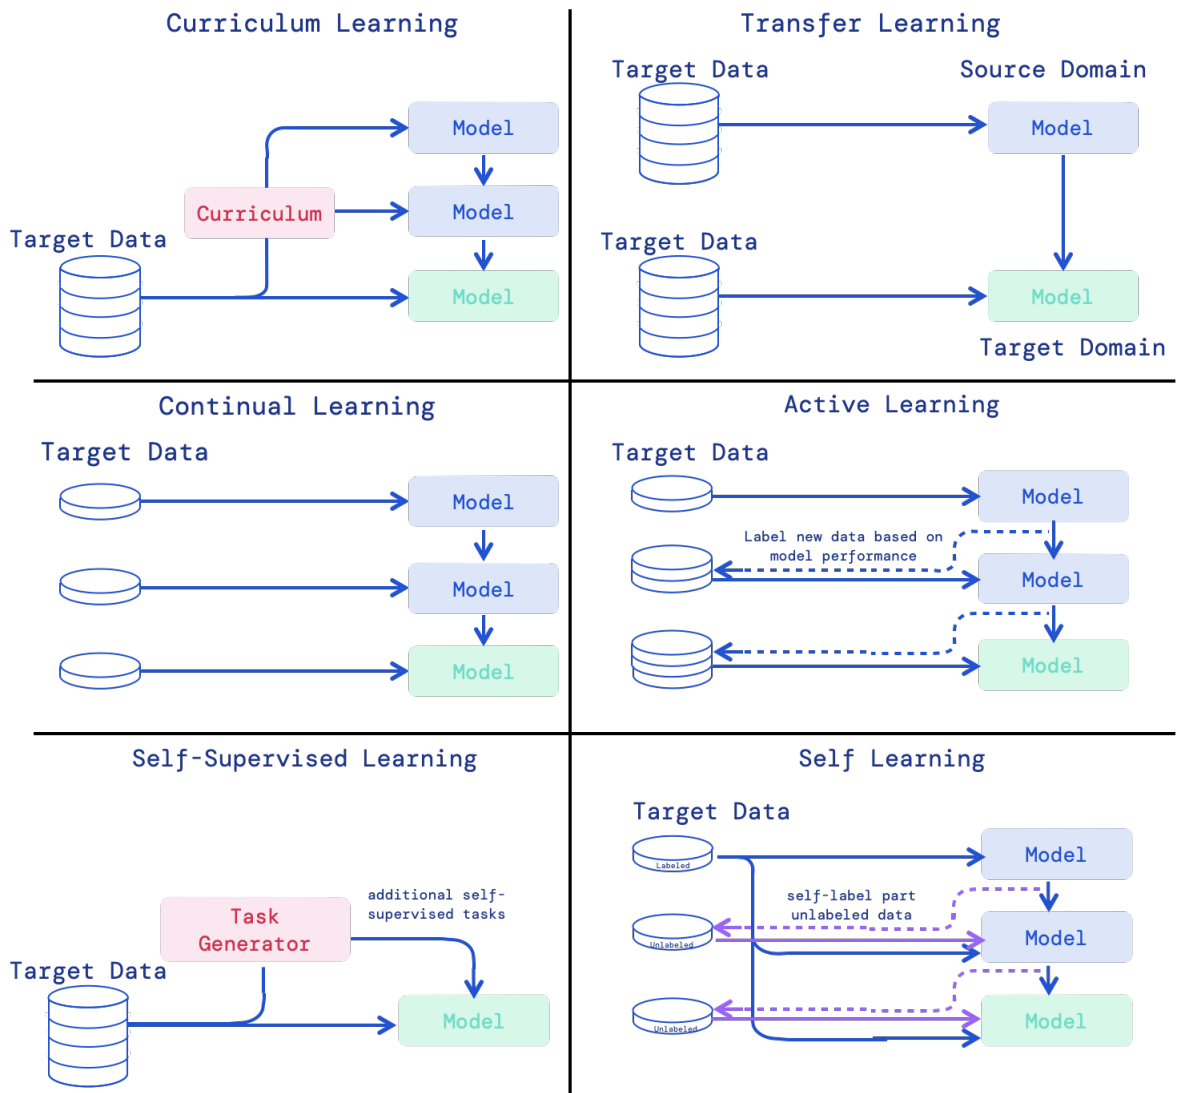 Curriculum Learning
Target Data
Curriculum
Model
Model
Model
Transfer Learning
Target Data
Source Domain
Model
Target Data
Model
Target Domain
Continual Learning
Target Data
Model
Model
Model
Active Learning
Target Data
Model
Label new data based on
model performance
Model
Model
Self-Supervised Learning
Task
Generator
additional self-
supervised tasks
Target Data
Model
Self Learning
Target Data
Labeled
Model
self-label part
unlabeled data
Unlabeled
Model
Unlabeled
Model